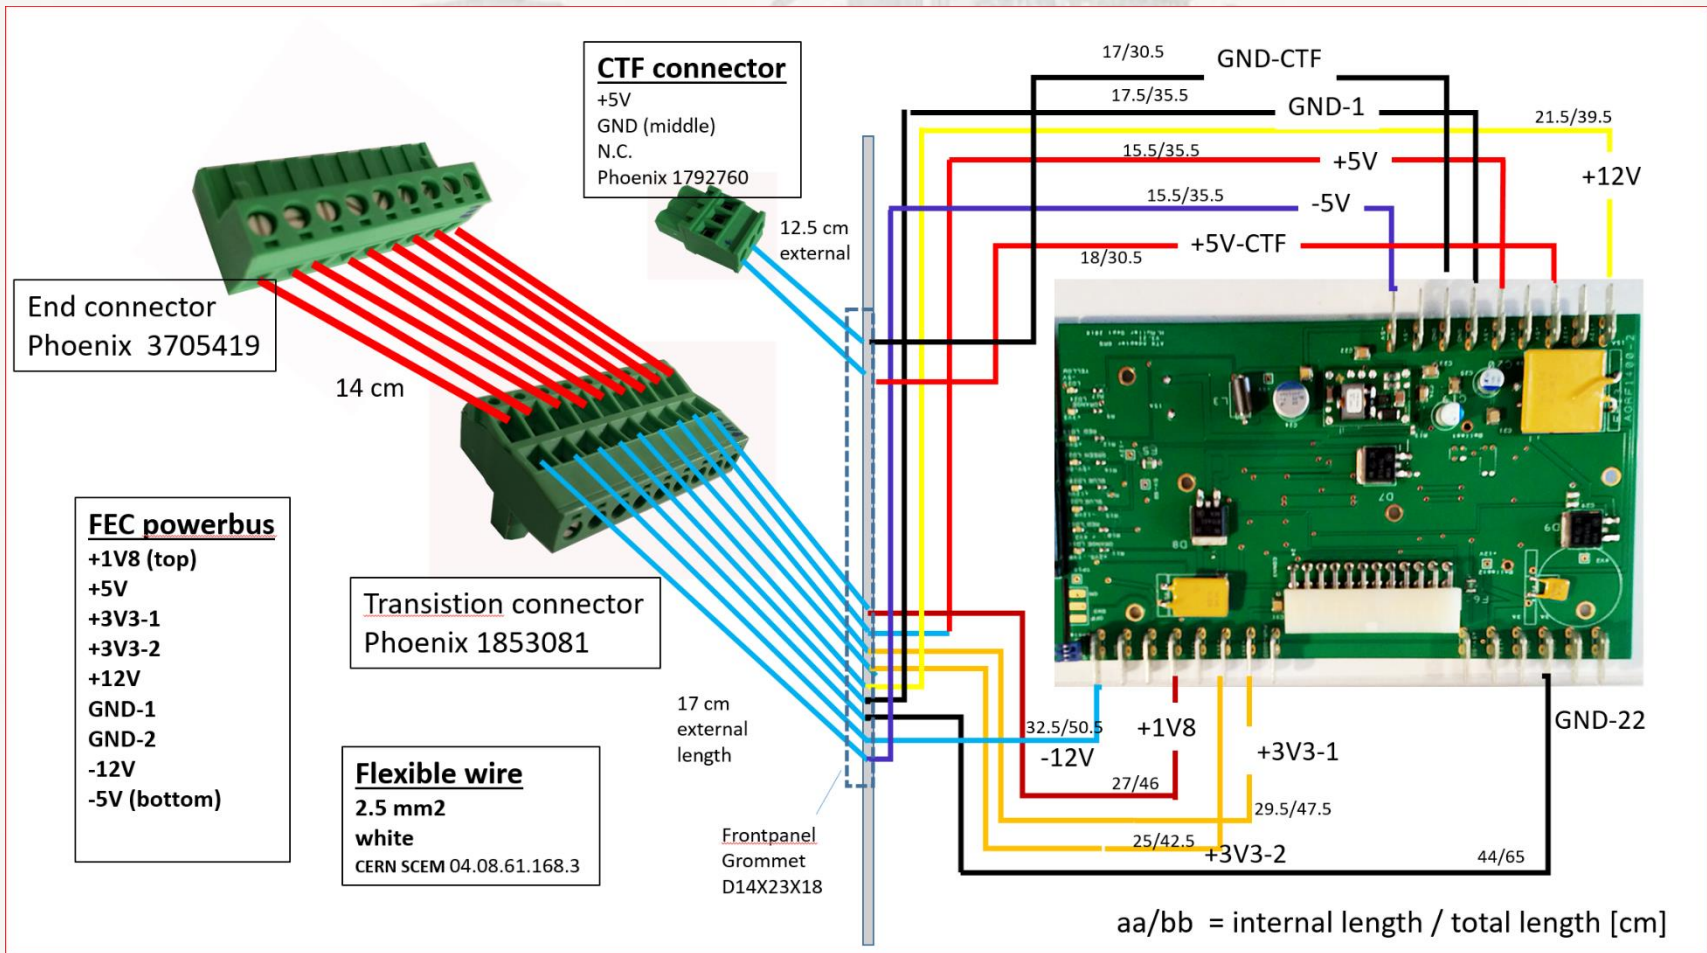 CTF connector
+5V
GND (middle)
N.C.
Phoenix 1792760
12.5 cm
external
End connector
Phoenix 3705419
14 cm
FEC powerbus
+1V8 (top)
+5V
+3V3-1
+3V3-2
+12V
GND-1
GND-2
-12V
-5V (bottom)
Transistion connector
Phoenix 1853081
Flexible wire
2.5 mm2
white
CERN SCEM 04.08.61.168.3
17 cm
external
length
Frontpanel
Grommet
D14X23X18
17/30.5
GND-CTF
17.5/35.5
GND-1
21.5/39.5
15.5/35.5
+5V
+12V
15.5/35.5
-5V
+5V-CTF
18/30.5
L3
D7
D8
D9
F6
32.5/50.5
-12V
+1V8
+3V3-1
GND-22
27/46
29.5/47.5
25/42.5
+3V3-2
44/65
aa/bb = internal length / total length [cm]